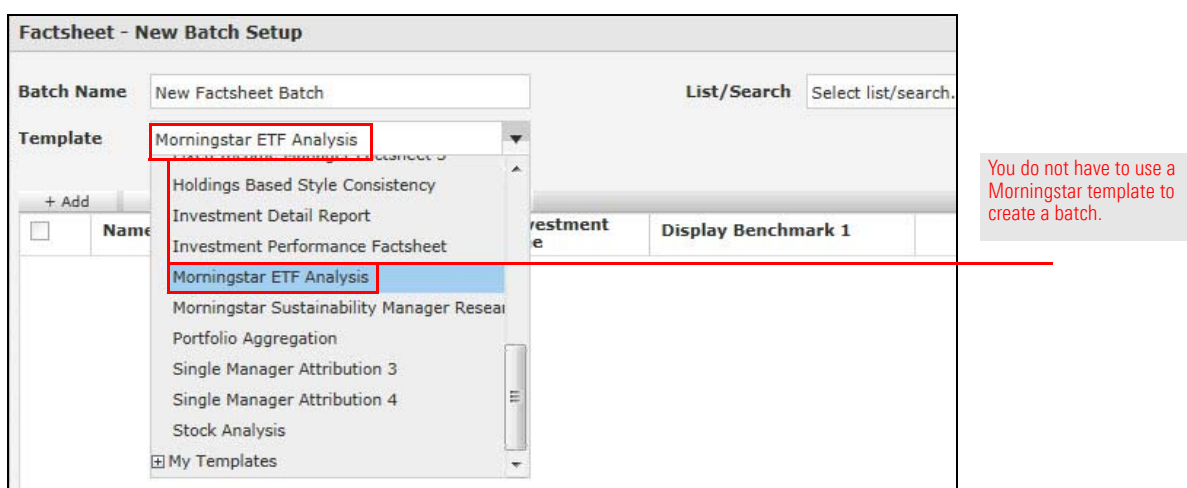 Factsheet - New Batch Setup
Batch Name New Factsheet Batch List/Search Select list/search.
Template Morningstar ETF Analysis
Holdings Based Style Consistency
+ Add
Investment Detail Report
Display Benchmark 1
Investment Performance Factsheet
Morningstar ETF Analysis
Morningstar Sustainability Manager
Portfolio Aggregation
Single Manager Attribution 3
Single Manager Attribution 4
Stock Analysis
My Templates
You do not have to use a
Morningstar template to
create a batch.